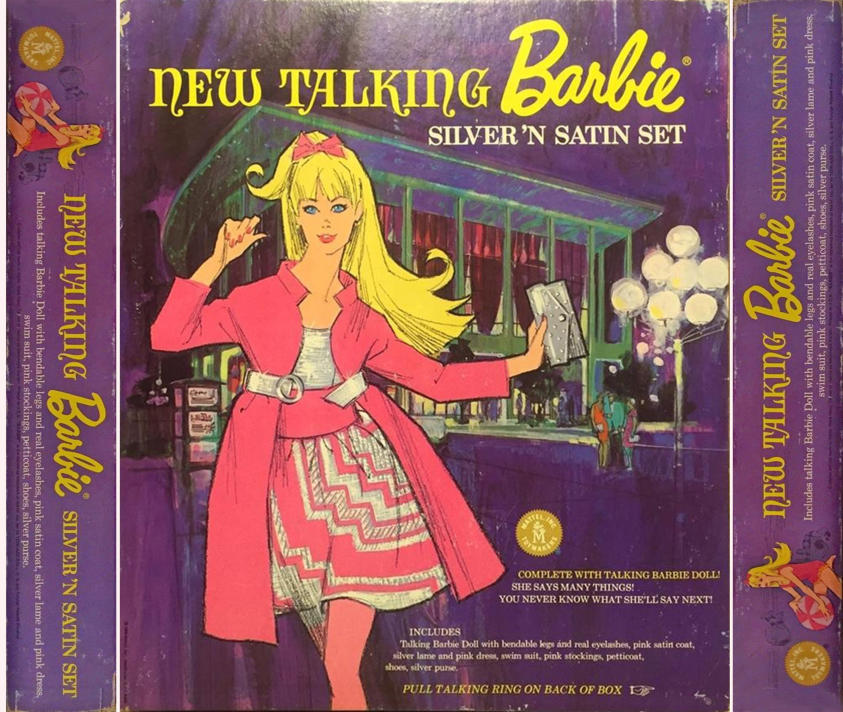 MATTEL, INC.
M
TOYMAKERS
NEW TALKING Barbie® SILVER 'N SATIN SET
Includes talking Barbie Doll with bendable legs and real eyelashes, pink satin coat, silver lame and pink dress,
swim suit, pink stockings, petticoat, shoes, silver purse.
NEW TALKING Barbie®
SILVER 'N SATIN SET
MATTEL, INC.
M
TOYMAKERS
COMPLETE WITH TALKING BARBIE DOLL!
SHE SAYS MANY THINGS!
YOU NEVER KNOW WHAT SHE'LL SAY NEXT!
INCLUDES
Talking Barbie Doll with bendable legs and real eyelashes, pink satin coat,
silver lame and pink dress, swim suit, pink stockings, petticoat,
shoes, silver purse.
PULL TALKING RING ON BACK OF BOX
NEW TALKING Barbie® SILVER 'N SATIN SET
Includes talking Barbie Doll with bendable legs and real eyelashes, pink satin coat, silver lame and pink dress,
swim suit, pink stockings, petticoat, shoes, silver purse.
MATTEL, INC.
M
TOYMAKERS